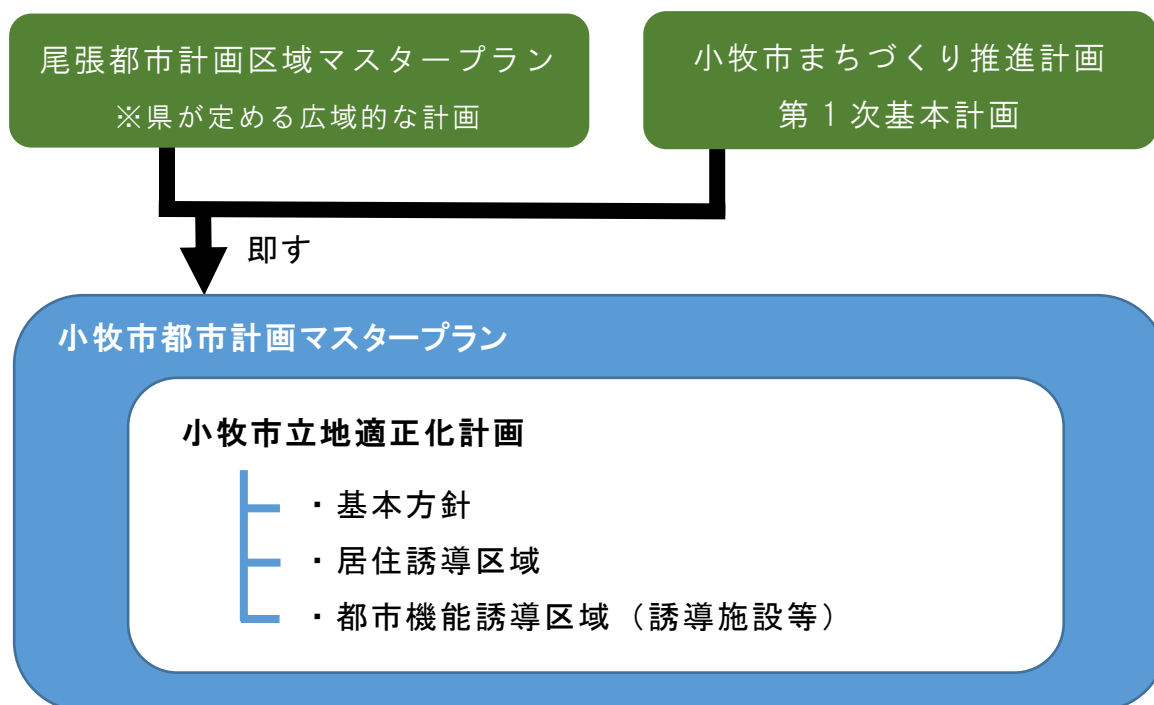 尾張都市計画区域マスタープラン
※県が定める広域的な計画
小牧市まちづくり推進計画
第1次基本計画
即す
小牧市都市計画マスタープラン
小牧市立地適正化計画
・基本方針
・居住誘導区域
・都市機能誘導区域（誘導施設等）